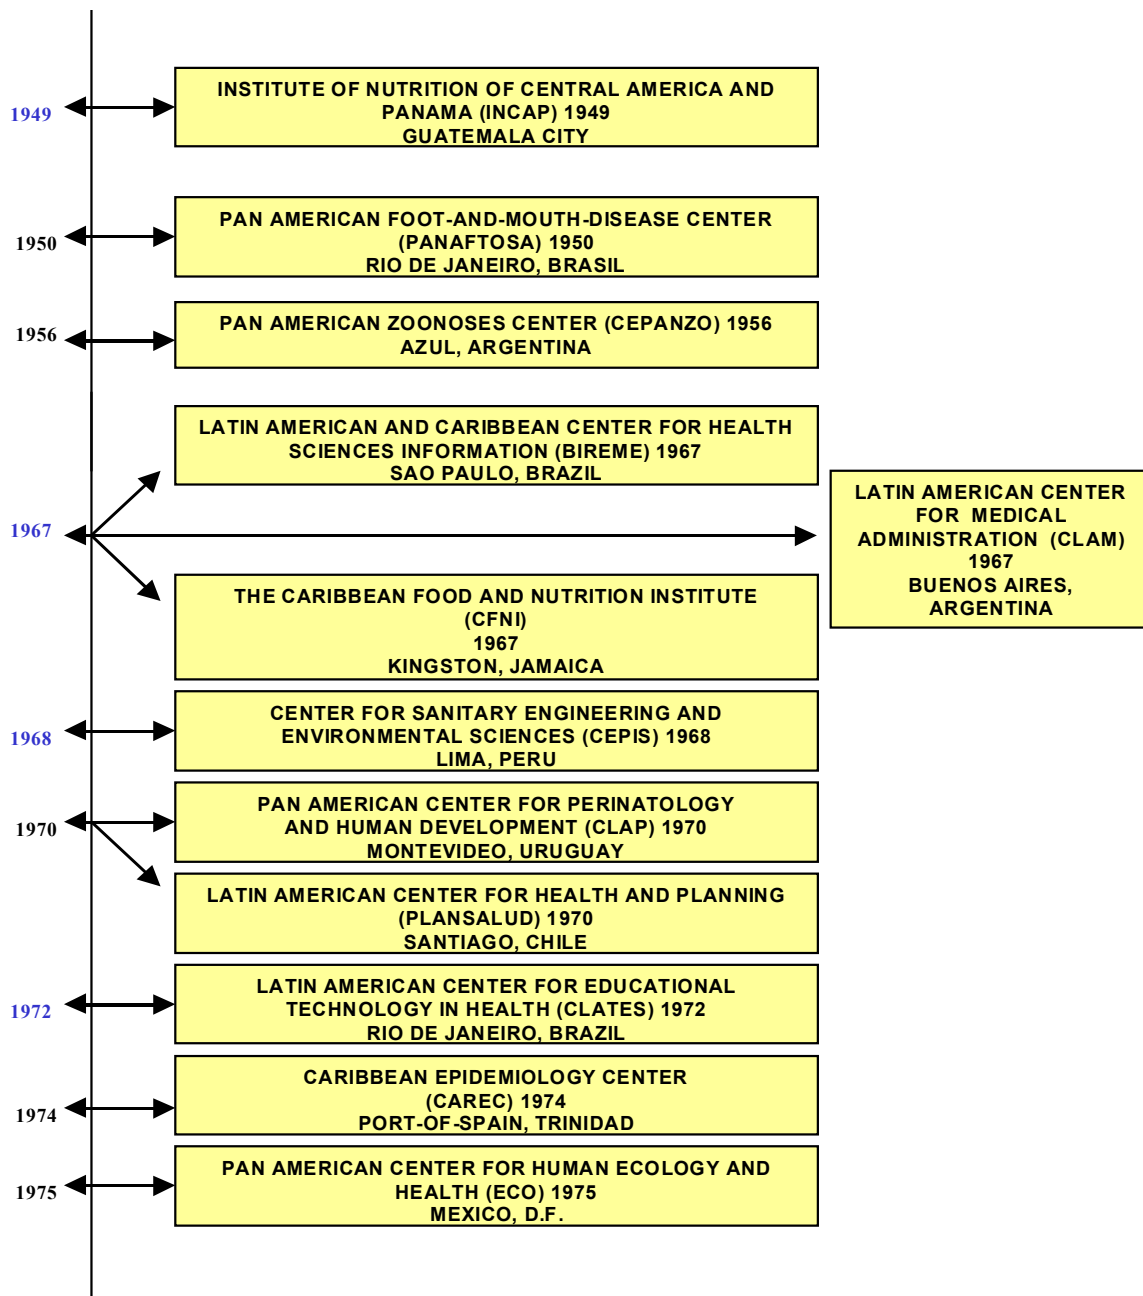 1949
INSTITUTE OF NUTRITION OF CENTRAL AMERICA AND
PANAMA (INCAP) 1949
GUATEMALA CITY
1950
PAN AMERICAN FOOT-AND-MOUTH-DISEASE CENTER
(PANAFTOSA) 1950
RIO DE JANEIRO, BRASIL
1956
PAN AMERICAN ZOONOSES CENTER (CEPANZO) 1956
AZUL, ARGENTINA
1967
LATIN AMERICAN AND CARIBBEAN CENTER FOR HEALTH
SCIENCES INFORMATION (BIREME) 1967
SAO PAULO, BRAZIL
LATIN AMERICAN CENTER
FOR MEDICAL
ADMINISTRATION (CLAM)
1967
BUENOS AIRES,
ARGENTINA
THE CARIBBEAN FOOD AND NUTRITION INSTITUTE
(CFNI)
1967
KINGSTON, JAMAICA
1968
CENTER FOR SANITARY ENGINEERING AND
ENVIRONMENTAL SCIENCES (CEPIS) 1968
LIMA, PERU
1970
PAN AMERICAN CENTER FOR PERINATOLOGY
AND HUMAN DEVELOPMENT (CLAP) 1970
MONTEVIDEO, URUGUAY
LATIN AMERICAN CENTER FOR HEALTH AND PLANNING
(PLANSALUD) 1970
SANTIAGO, CHILE
1972
LATIN AMERICAN CENTER FOR EDUCATIONAL
TECHNOLOGY IN HEALTH (CLATES) 1972
RIO DE JANEIRO, BRAZIL
1974
CARIBBEAN EPIDEMIOLOGY CENTER
(CAREC) 1974
PORT-OF-SPAIN, TRINIDAD
1975
PAN AMERICAN CENTER FOR HUMAN ECOLOGY AND
HEALTH (ECO) 1975
MEXICO, D.F.